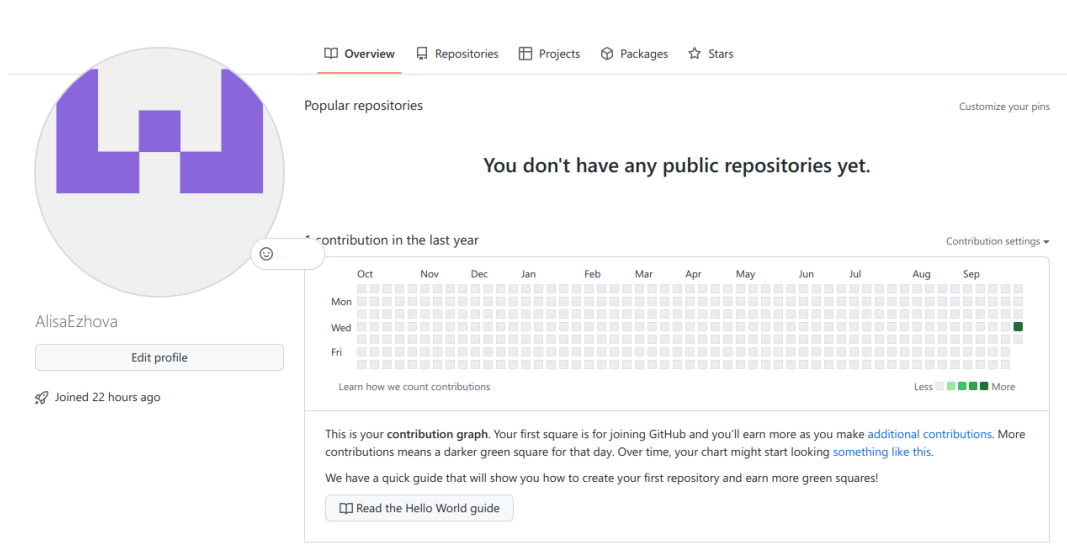 Overview Repositories Projects Packages Stars
Popular repositories Customize your pins
You don't have any public repositories yet.
1 contribution in the last year Contribution settings
Oct Nov Dec Jan Feb Mar Apr May Jun Jul Aug Sep
Mon
Wed
Fri
Learn how we count contributions Less More
AlisaEzhova
Edit profile
Joined 22 hours ago
This is your contribution graph. Your first square is for joining GitHub and you'll earn more as you make additional contributions. More
contributions means a darker green square for that day. Over time, your chart might start looking something like this.
We have a quick guide that will show you how to create your first repository and earn more green squares!
Read the Hello World guide